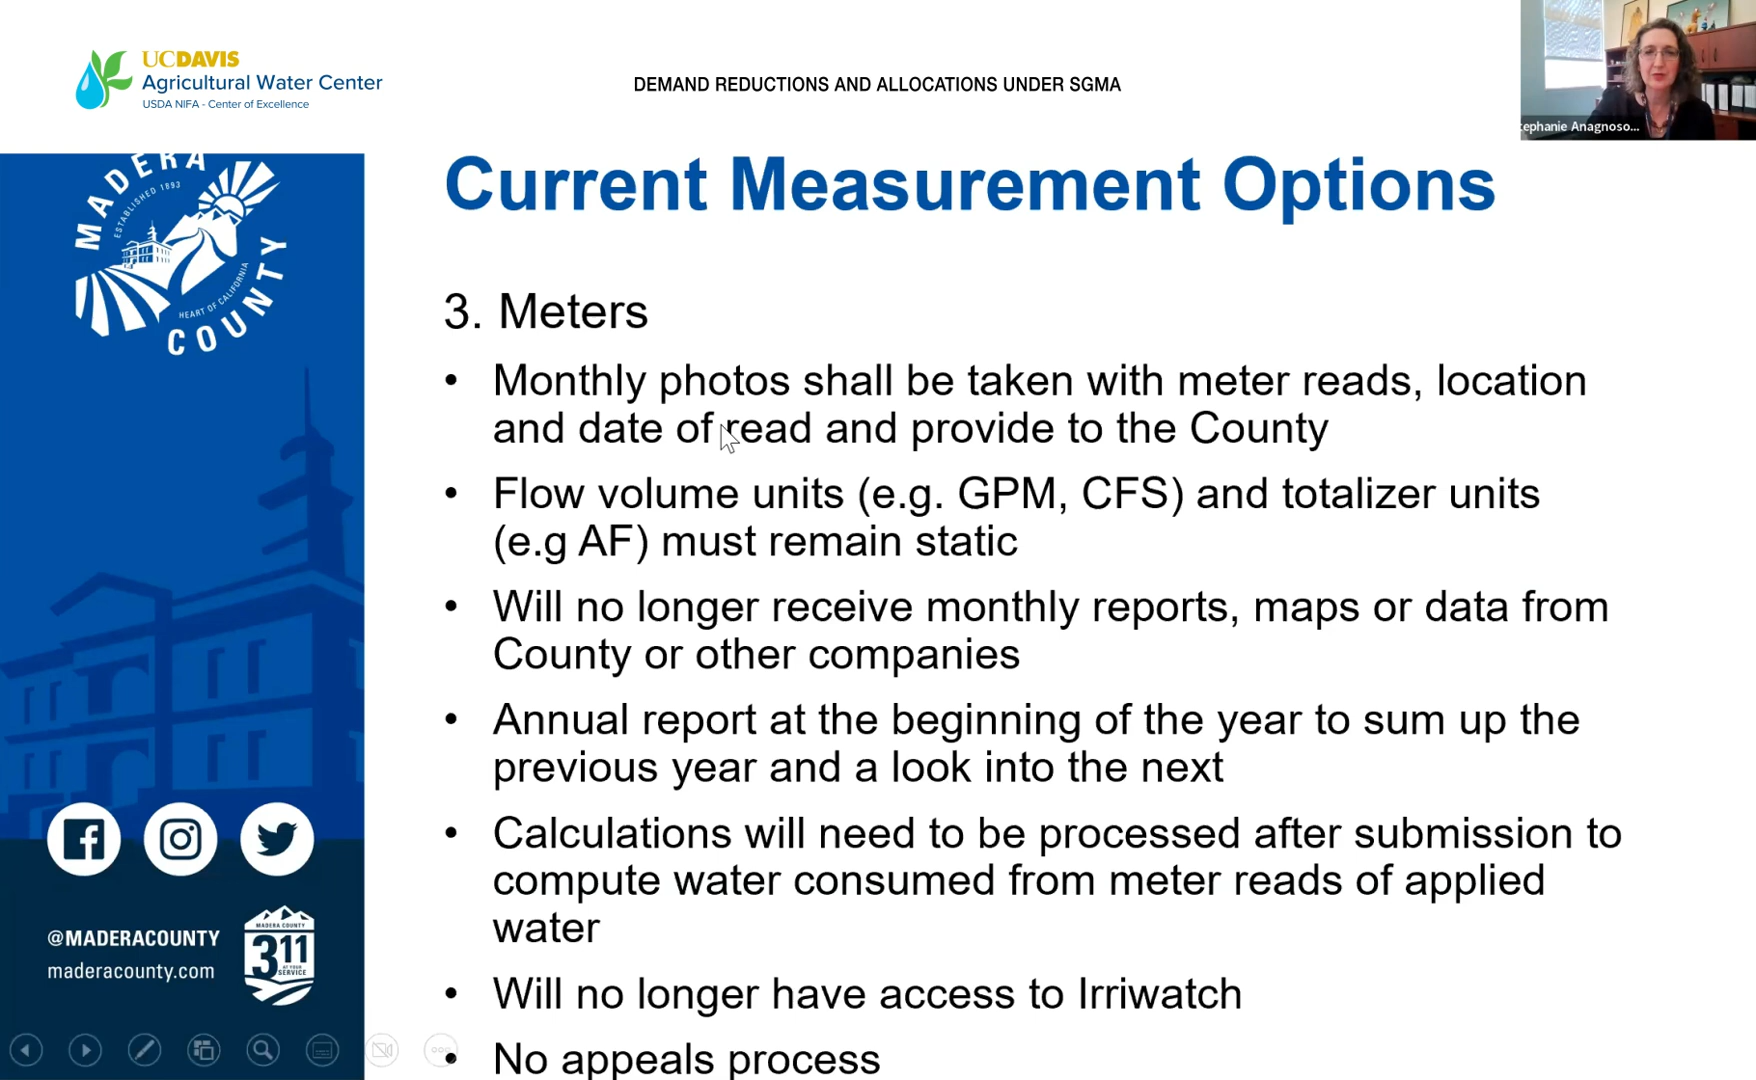 UCDAVIS
Agricultural Water Center
USDA NIFA - Center of Excellence
DEMAND REDUCTIONS AND ALLOCATIONS UNDER SGMA
tephanie Anagnoso...
MADERA
ESTABLISHED 1893
HEART OF CALIFORNIA
COUNTY
Current Measurement Options
3. Meters
• Monthly photos shall be taken with meter reads, location
and date of read and provide to the County
• Flow volume units (e.g. GPM, CFS) and totalizer units
(e.g AF) must remain static
• Will no longer receive monthly reports, maps or data from
County or other companies
• Annual report at the beginning of the year to sum up the
previous year and a look into the next
• Calculations will need to be processed after submission to
compute water consumed from meter reads of applied
water
• Will no longer have access to Irriwatch
• No appeals process
@MADERACOUNTY
maderacounty.com
MADERA COUNTY
311
AT YOUR
SERVICE